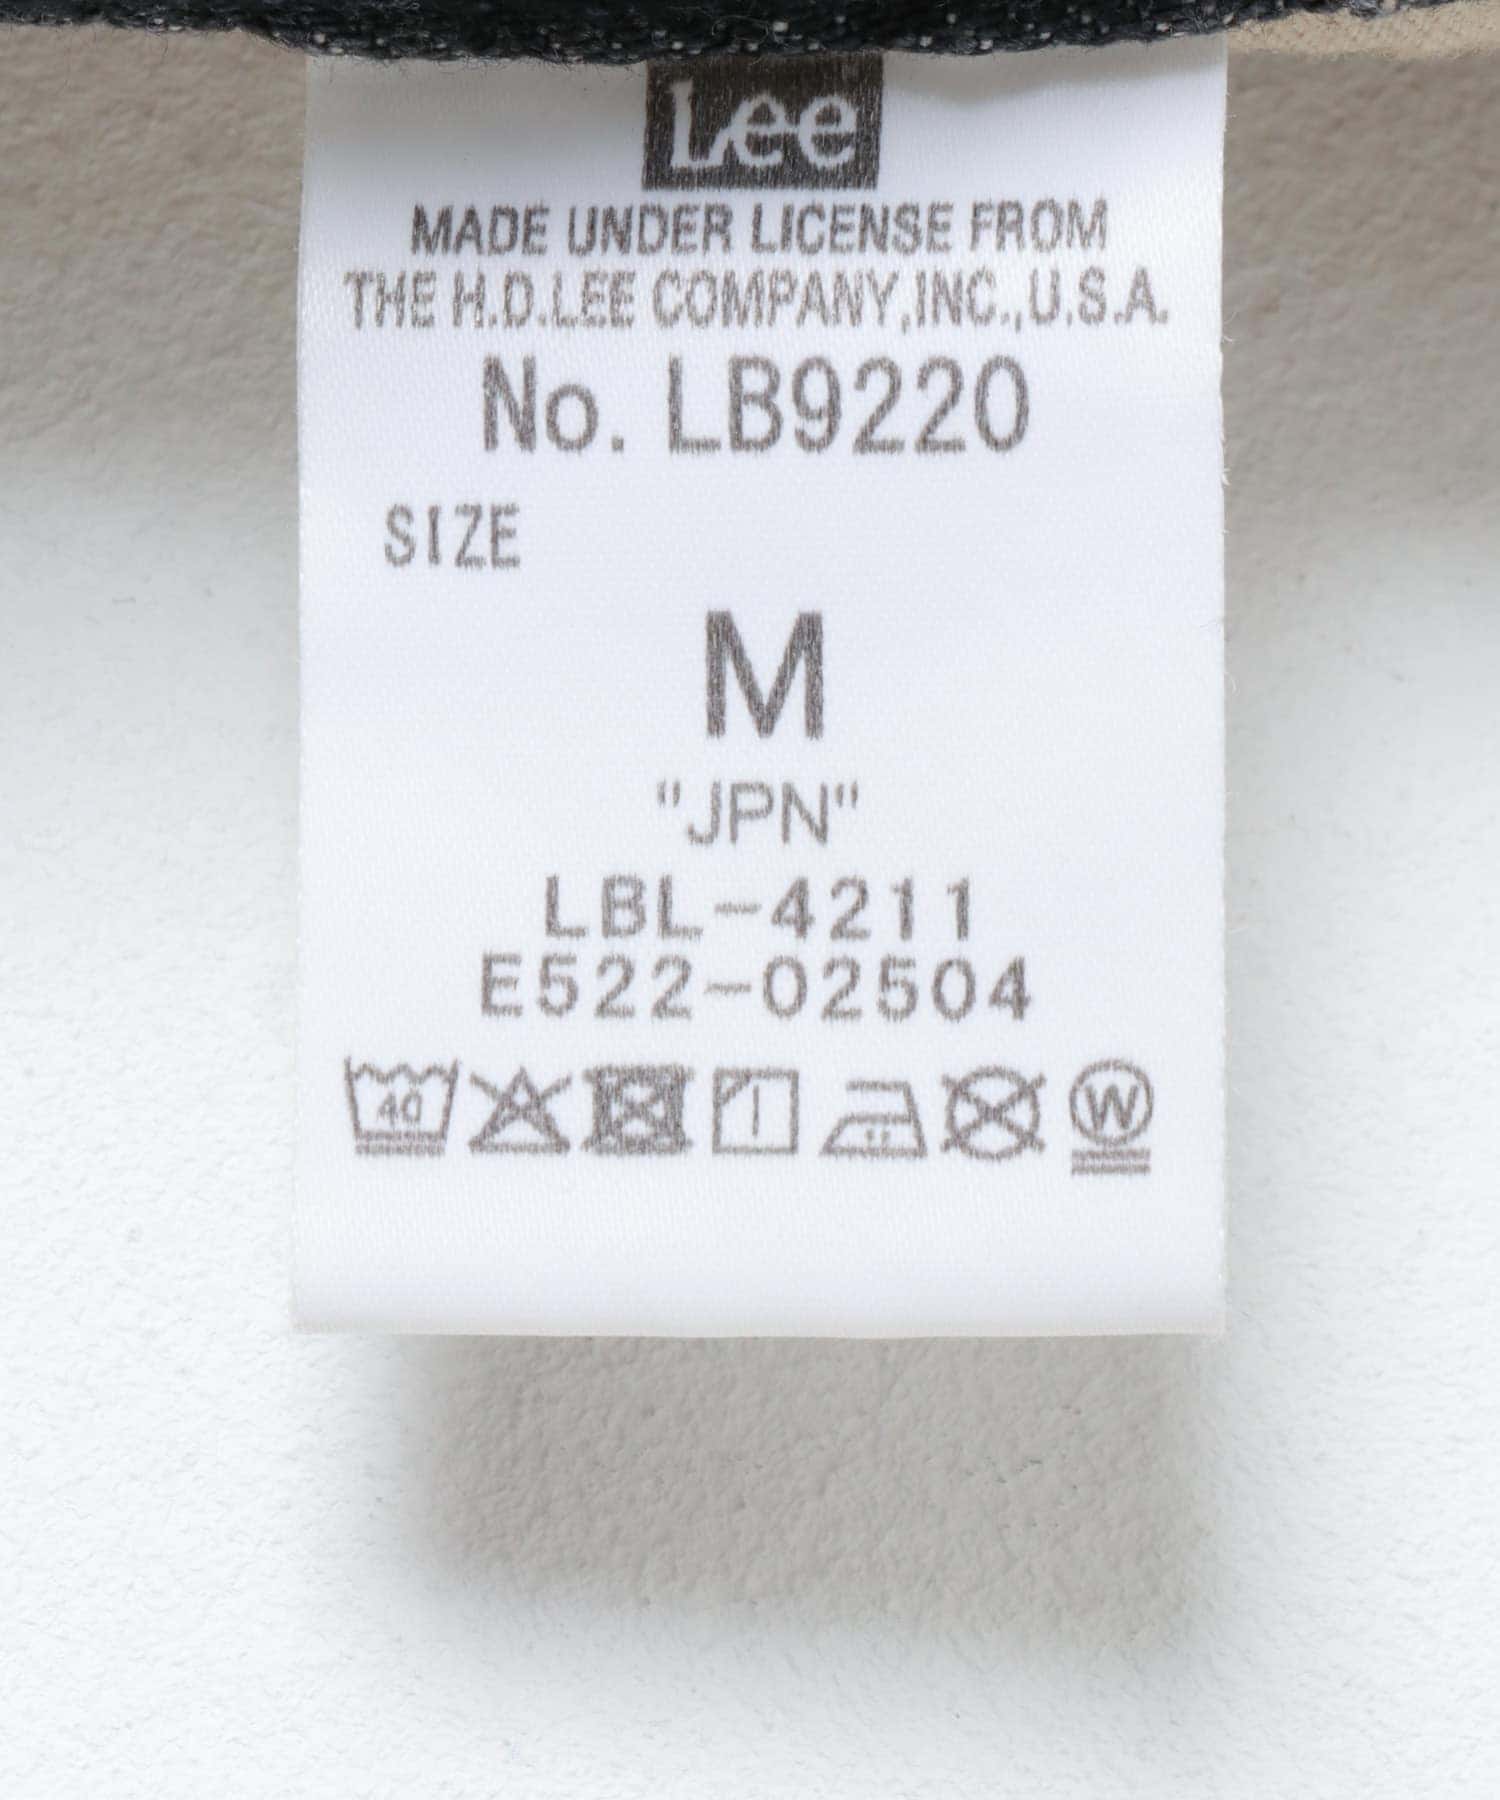 Lee
MADE UNDER LICENSE FROM
THE H.D.LEE COMPANY,INC.,U.S.A.
No. LB9220
SIZE
M
"JPN"
LBL-4211
E522-02504
40 W